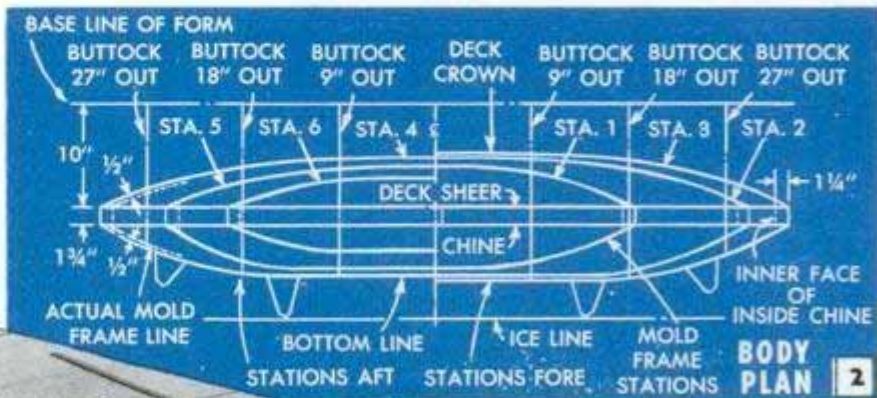 BASE LINE OF FORM
BUTTOCK
27" OUT
BUTTOCK
18" OUT
BUTTOCK
9" OUT
DECK
CROWN
BUTTOCK
9" OUT
BUTTOCK
18" OUT
BUTTOCK
27" OUT
STA. 5
STA. 6
STA. 4
℄
STA. 1
STA. 3
STA. 2
10"
½"
DECK SHEER
1¼"
1¾"
½"
CHINE
ACTUAL MOLD
FRAME LINE
BOTTOM LINE
ICE LINE
MOLD
FRAME
STATIONS
INNER FACE
OF
INSIDE CHINE
STATIONS AFT
STATIONS FORE
BODY
PLAN
2